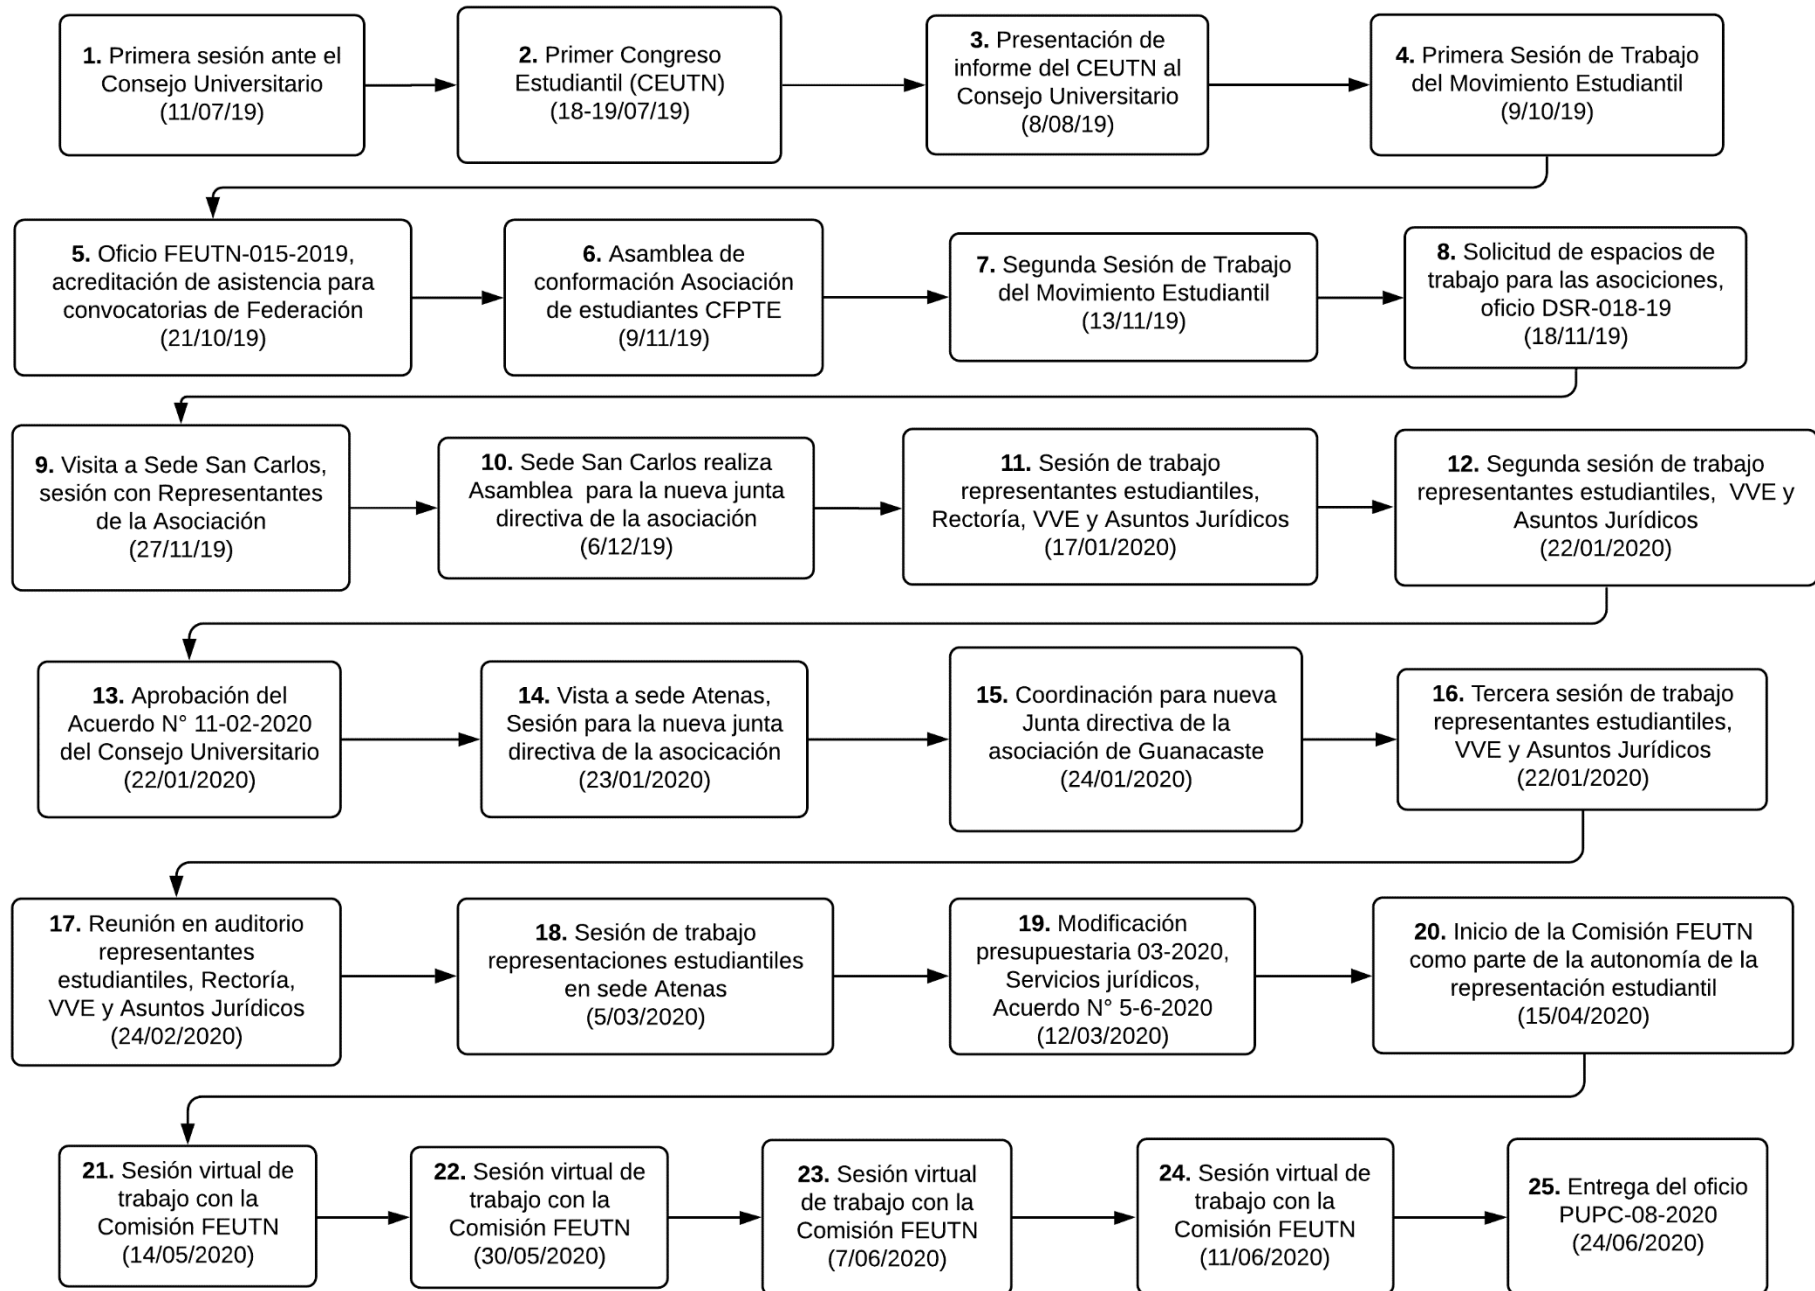 1. Primera sesión ante el
Consejo Universitario
(11/07/19)
2. Primer Congreso
Estudiantil (CEUTN)
(18-19/07/19)
3. Presentación de
informe del CEUTN al
Consejo Universitario
(8/08/19)
4. Primera Sesión de Trabajo
del Movimiento Estudiantil
(9/10/19)
5. Oficio FEUTN-015-2019,
acreditación de asistencia para
convocatorias de Federación
(21/10/19)
6. Asamblea de
conformación Asociación
de estudiantes CFPTE
(9/11/19)
7. Segunda Sesión de Trabajo
del Movimiento Estudiantil
(13/11/19)
8. Solicitud de espacios de
trabajo para las asociciones,
oficio DSR-018-19
(18/11/19)
9. Visita a Sede San Carlos,
sesión con Representantes
de la Asociación
(27/11/19)
10. Sede San Carlos realiza
Asamblea para la nueva junta
directiva de la asociación
(6/12/19)
11. Sesión de trabajo
representantes estudiantiles,
Rectoría, VVE y Asuntos Jurídicos
(17/01/2020)
12. Segunda sesión de trabajo
representantes estudiantiles, VVE y
Asuntos Jurídicos
(22/01/2020)
13. Aprobación del
Acuerdo N° 11-02-2020
del Consejo Universitario
(22/01/2020)
14. Vista a sede Atenas,
Sesión para la nueva junta
directiva de la asocicación
(23/01/2020)
15. Coordinación para nueva
Junta directiva de la
asociación de Guanacaste
(24/01/2020)
16. Tercera sesión de trabajo
representantes estudiantiles,
VVE y Asuntos Jurídicos
(22/01/2020)
17. Reunión en auditorio
representantes
estudiantiles, Rectoría,
VVE y Asuntos Jurídicos
(24/02/2020)
18. Sesión de trabajo
representaciones estudiantiles
en sede Atenas
(5/03/2020)
19. Modificación
presupuestaria 03-2020,
Servicios jurídicos,
Acuerdo N° 5-6-2020
(12/03/2020)
20. Inicio de la Comisión FEUTN
como parte de la autonomía de la
representación estudiantil
(15/04/2020)
21. Sesión virtual de
trabajo con la
Comisión FEUTN
(14/05/2020)
22. Sesión virtual de
trabajo con la
Comisión FEUTN
(30/05/2020)
23. Sesión virtual
de trabajo con la
Comisión FEUTN
(7/06/2020)
24. Sesión virtual de
trabajo con la
Comisión FEUTN
(11/06/2020)
25. Entrega del oficio
PUPC-08-2020
(24/06/2020)